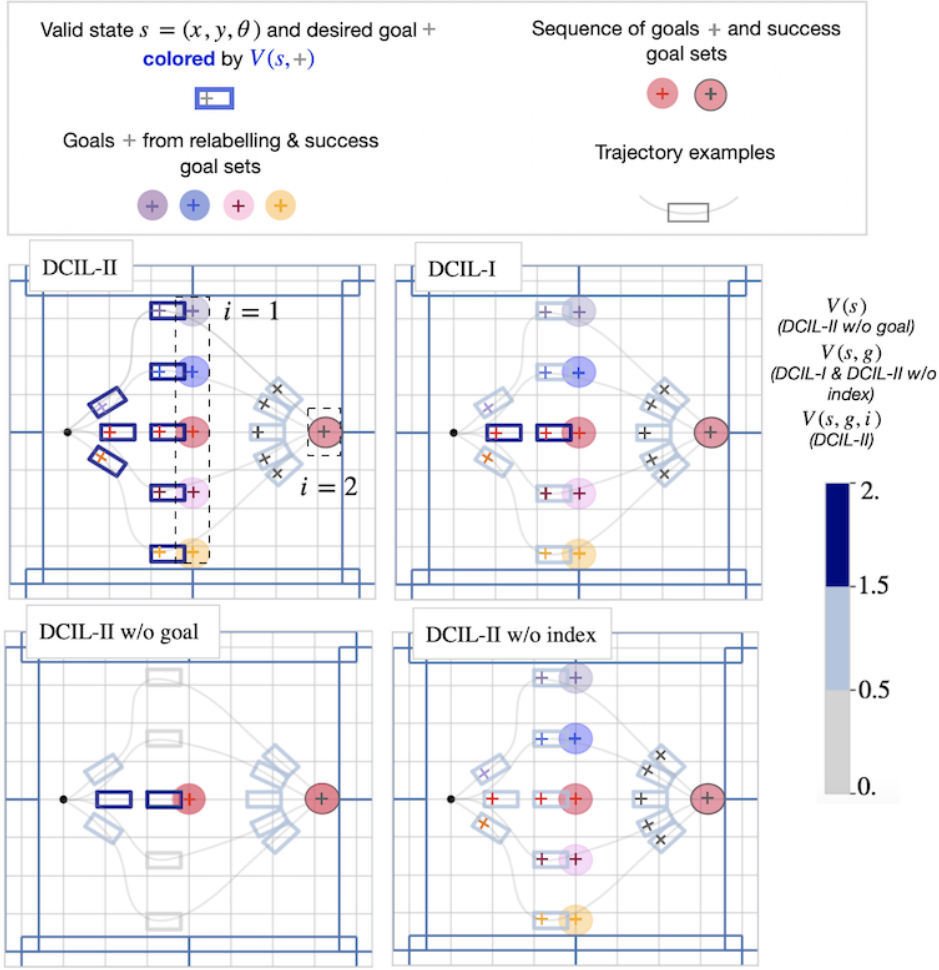 Valid state s = (x, y, θ) and desired goal +
colored by V(s,+)
Goals + from relabelling & success
goal sets
Sequence of goals + and success
goal sets
Trajectory examples
DCIL-II
i = 1
i = 2
DCIL-I
V(s)
(DCIL-II w/o goal)
V(s, g)
(DCIL-I & DCIL-II w/o
index)
V(s, g, i)
(DCIL-II)
2.
1.5
0.5
0.
DCIL-II w/o goal
DCIL-II w/o index